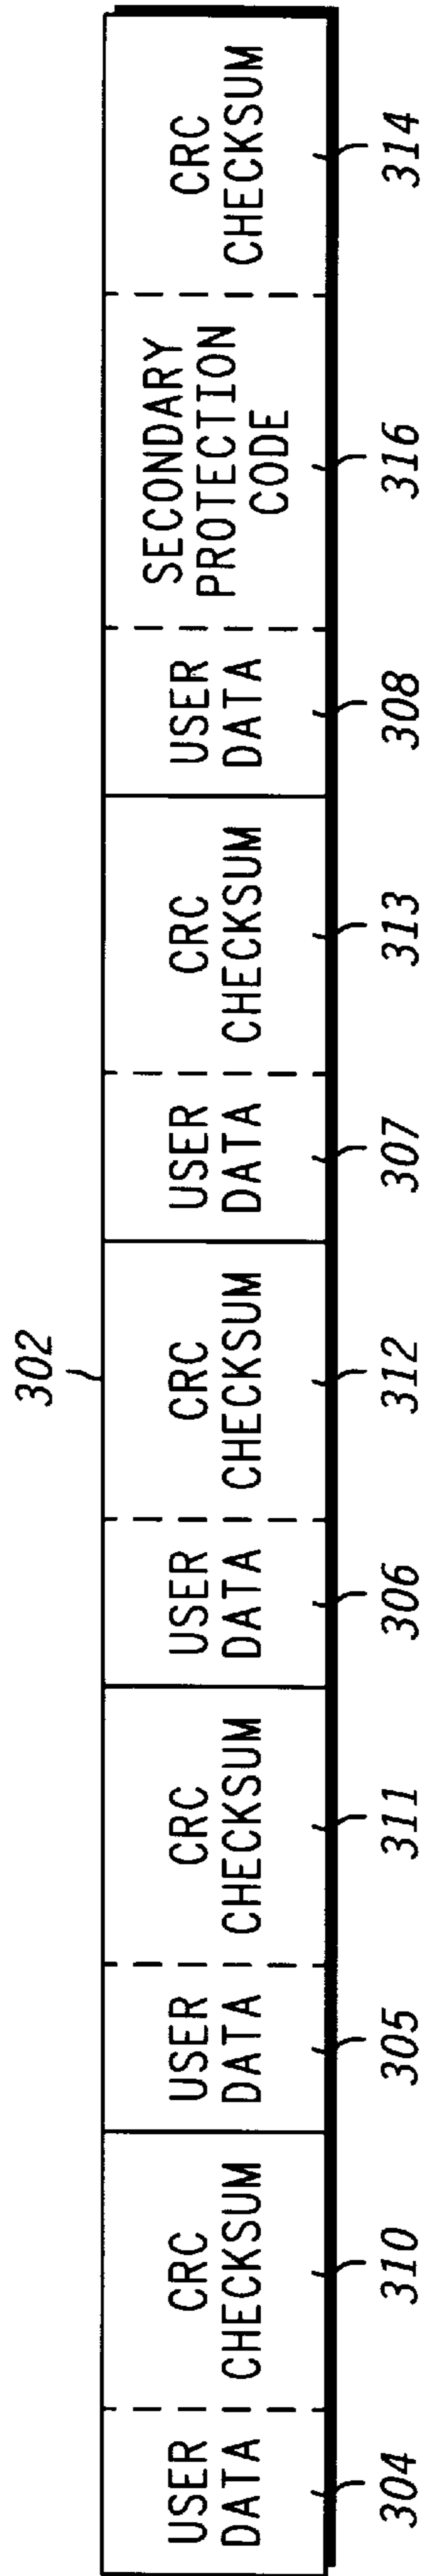 302
USER
DATA
CRC
CHECKSUM
USER
DATA
CRC
CHECKSUM
USER
DATA
CRC
CHECKSUM
USER
DATA
CRC
CHECKSUM
USER
DATA
SECONDARY
PROTECTION
CODE
CRC
CHECKSUM
304
310
305
311
306
312
307
313
308
316
314